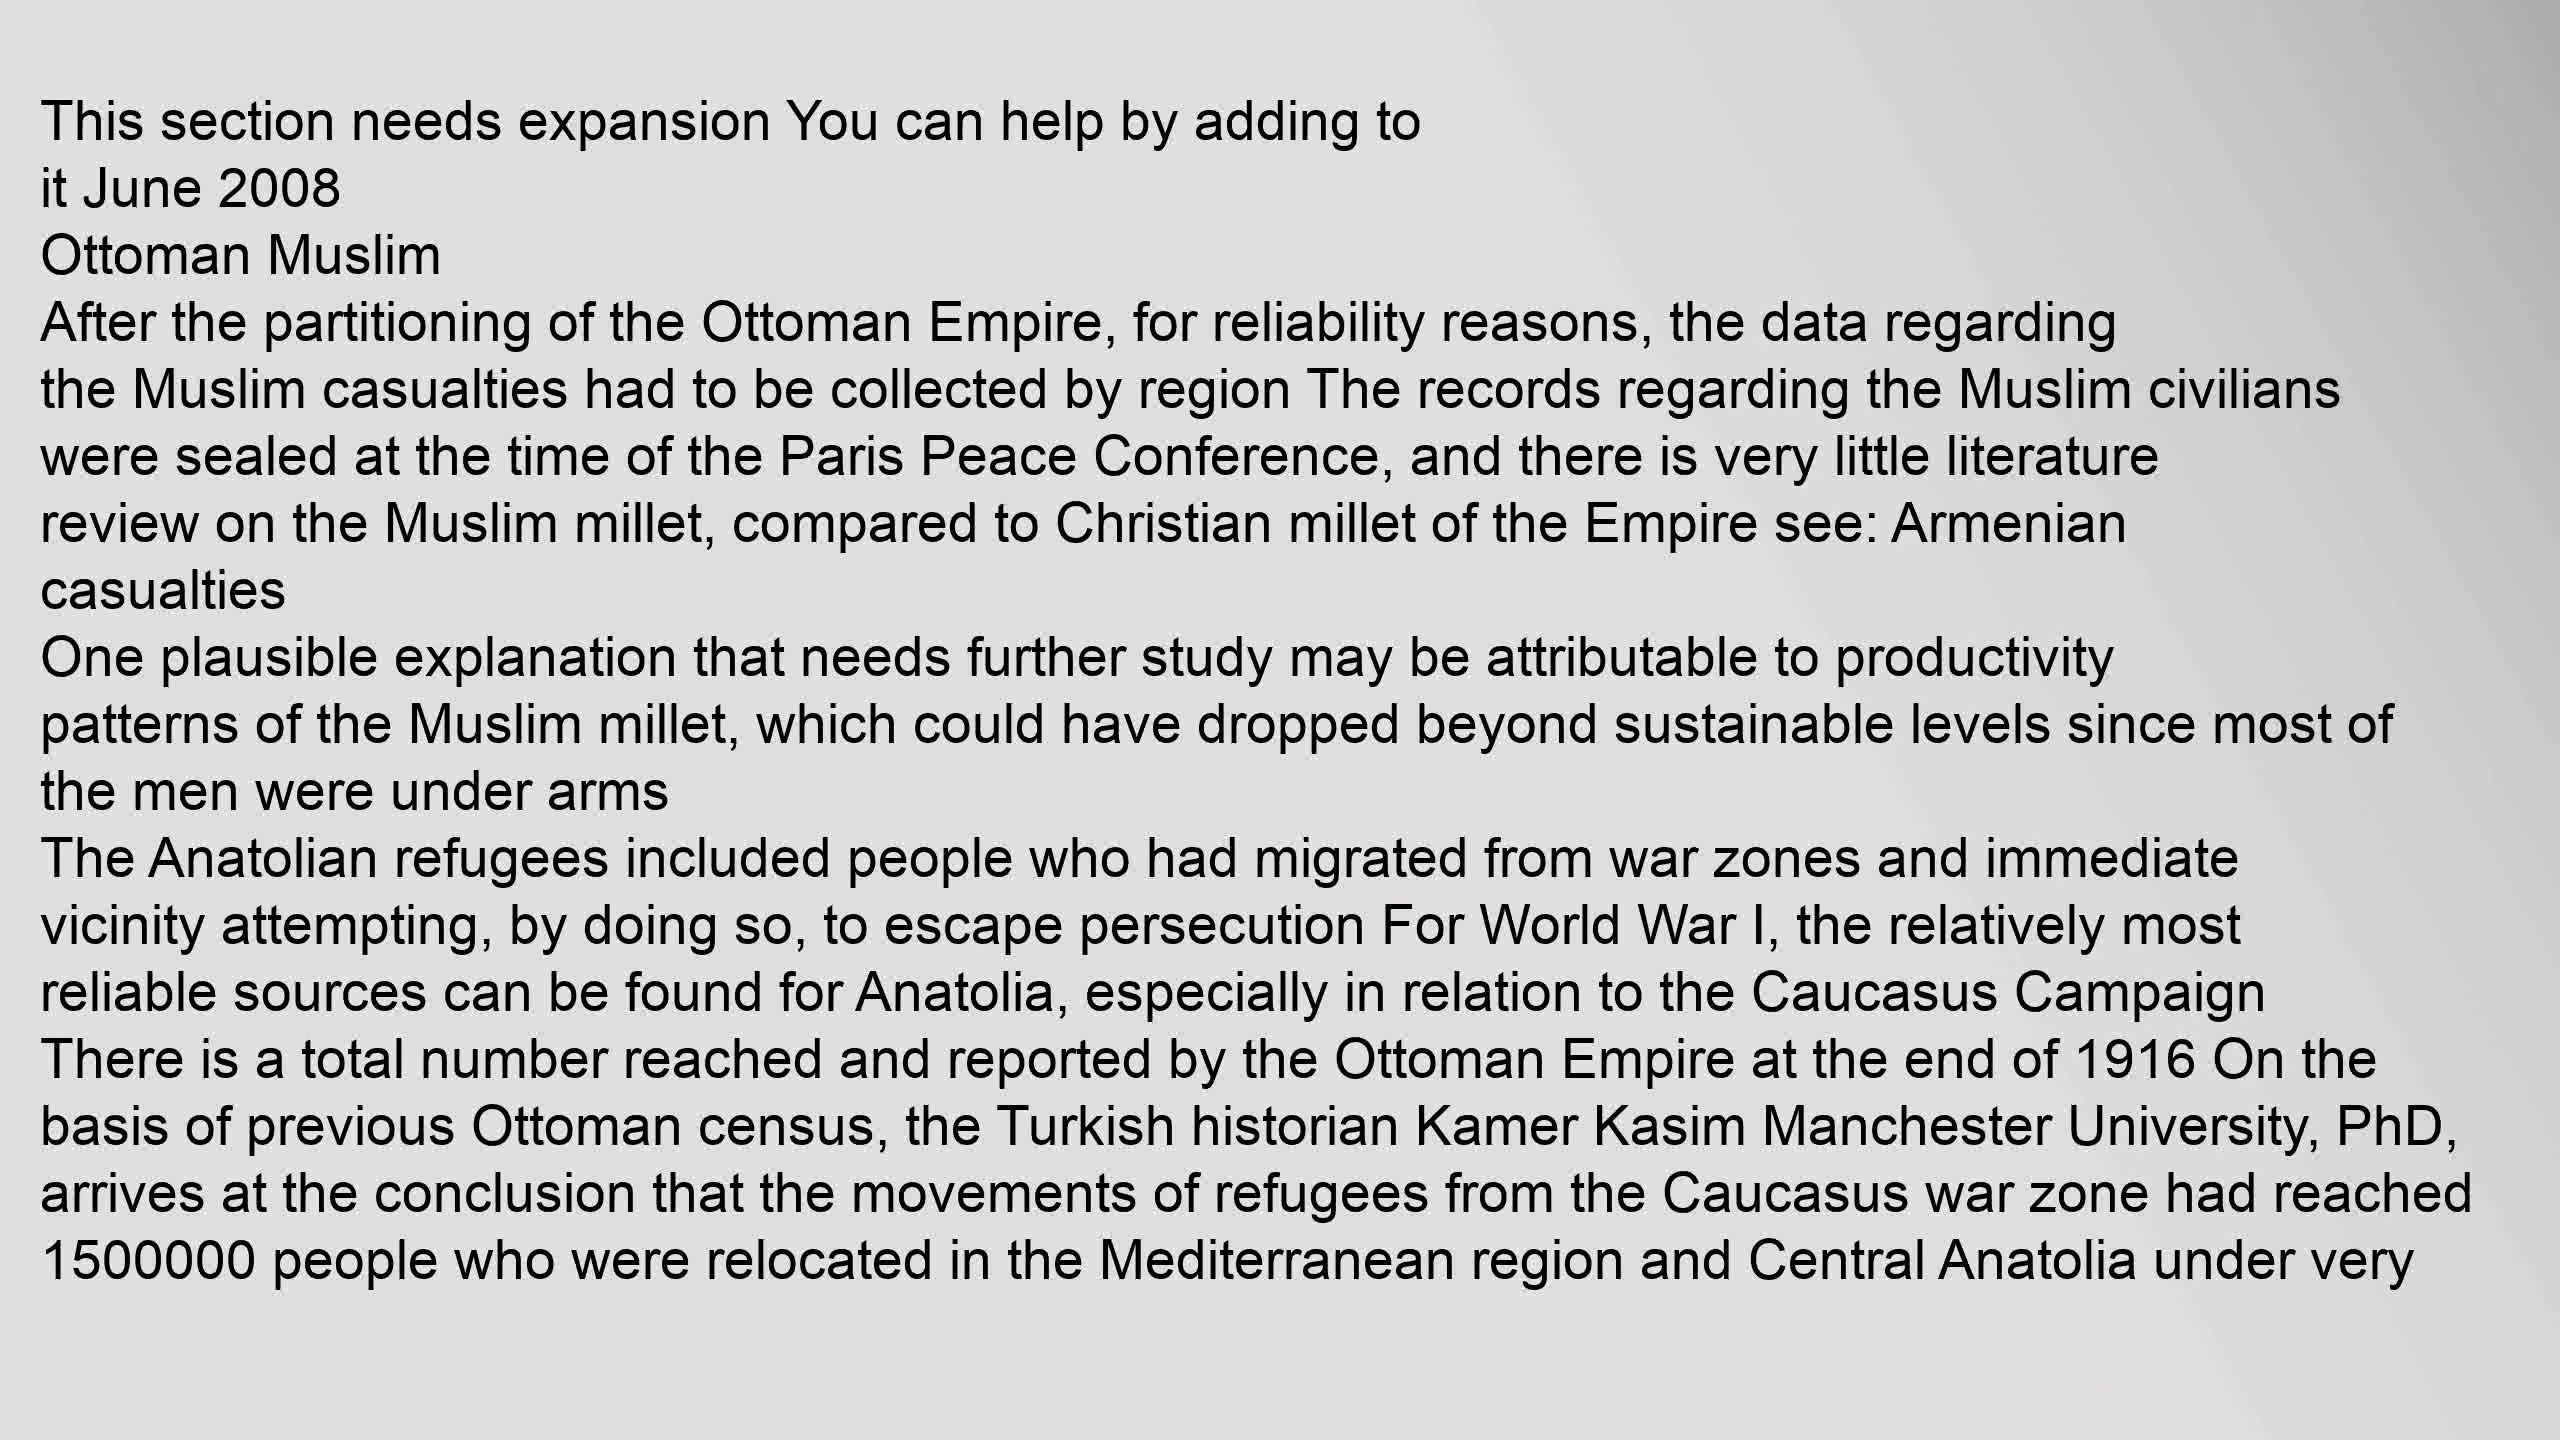 This section needs expansion You can help by adding to
it June 2008
Ottoman Muslim
After the partitioning of the Ottoman Empire, for reliability reasons, the data regarding
the Muslim casualties had to be collected by region The records regarding the Muslim civilians
were sealed at the time of the Paris Peace Conference, and there is very little literature
review on the Muslim millet, compared to Christian millet of the Empire see: Armenian
casualties
One plausible explanation that needs further study may be attributable to productivity
patterns of the Muslim millet, which could have dropped beyond sustainable levels since most of
the men were under arms
The Anatolian refugees included people who had migrated from war zones and immediate
vicinity attempting, by doing so, to escape persecution For World War I, the relatively most
reliable sources can be found for Anatolia, especially in relation to the Caucasus Campaign
There is a total number reached and reported by the Ottoman Empire at the end of 1916 On the
basis of previous Ottoman census, the Turkish historian Kamer Kasim Manchester University, PhD,
arrives at the conclusion that the movements of refugees from the Caucasus war zone had reached
1500000 people who were relocated in the Mediterranean region and Central Anatolia under very